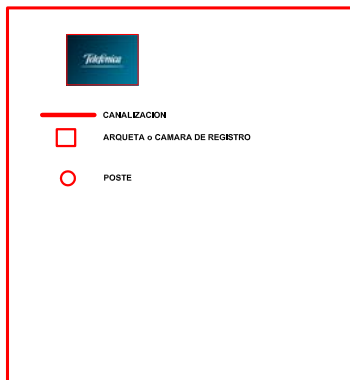 Telefónica
CANALIZACION
ARQUETA o CAMARA DE REGISTRO
POSTE